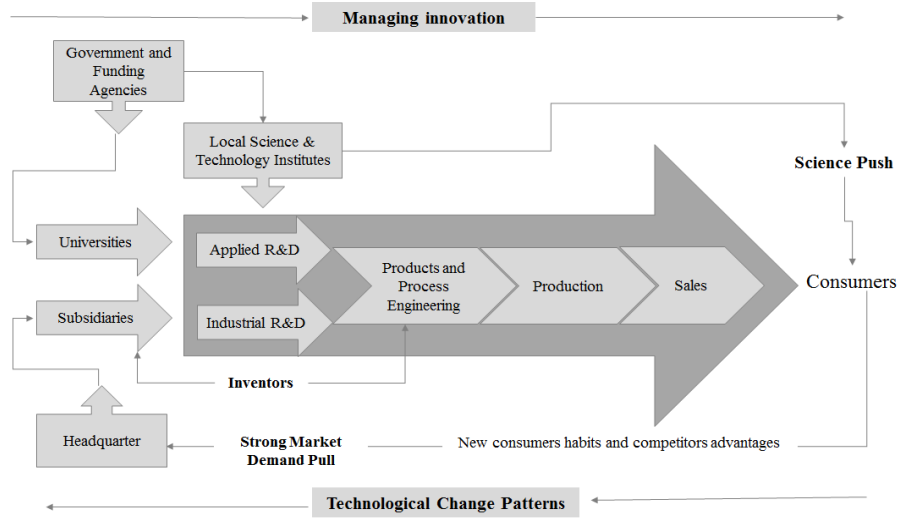 Managing innovation
Government and
Funding
Agencies
Local Science &
Technology Institutes
Science Push
Universities
Applied R&D
Products and
Process
Engineering
Production
Sales
Consumers
Subsidiaries
Industrial R&D
Inventors
Headquarter
Strong Market
Demand Pull
New consumers habits and competitors advantages
Technological Change Patterns